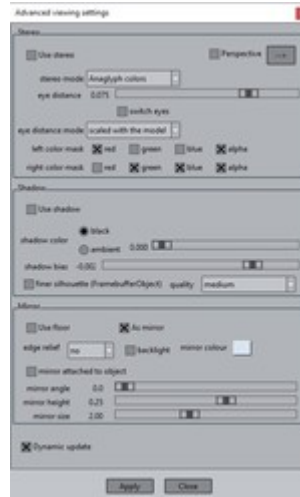 Advanced viewing settings
Stereo
Use stereo
Perspective
stereo mode Anaglyph colors
eye distance 0.075
switch eyes
eye distance mode scaled with the model
left color mask red green blue alpha
right color mask red green blue alpha
Shadow
Use shadow
shadow color black
ambient 0.000
shadow bias -0.002
finer silhouette (framebufferObject) quality medium
Mirror
Use floor As mirror
edge relief no backlight mirror colour
mirror attached to object
mirror angle 0.0
mirror height 0.25
mirror size 2.00
Dynamic update
Apply Close